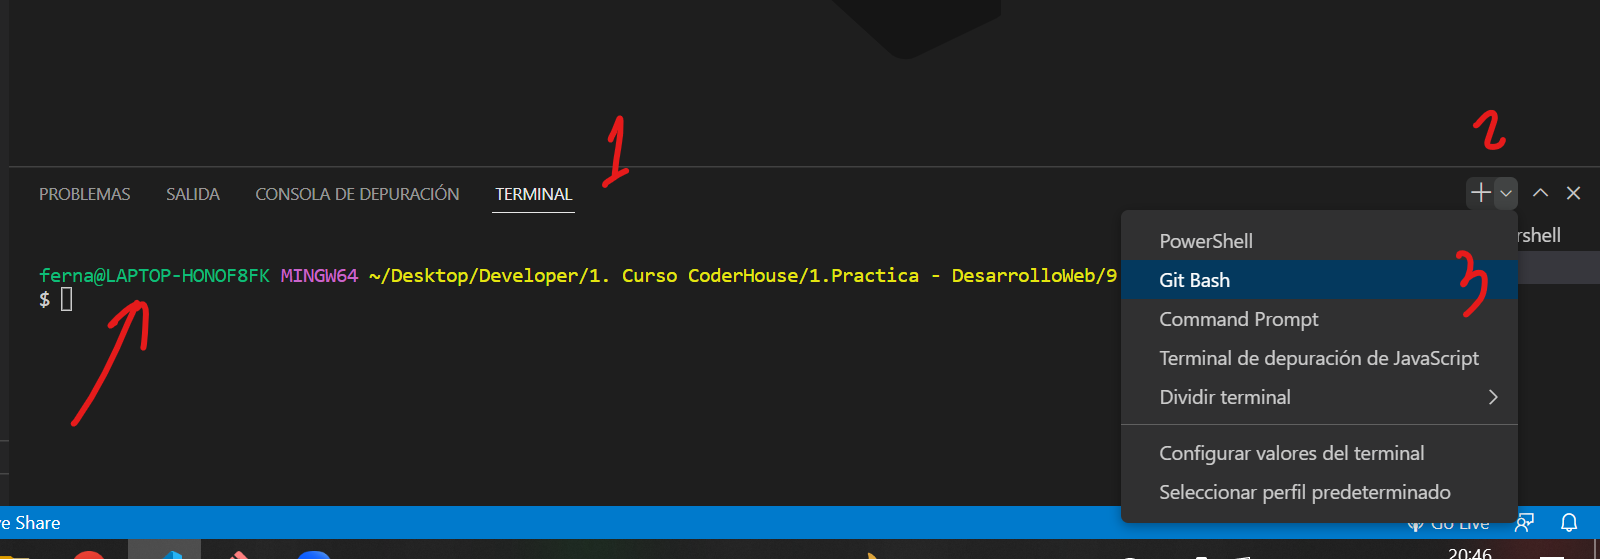 1
2
PROBLEMAS SALIDA CONSOLA DE DEPURACIÓN TERMINAL
PowerShell
rshell
ferna@LAPTOP-HONOF8FK MINGW64 ~/Desktop/Developer/1. Curso CoderHouse/1.Practica - DesarrolloWeb/9
Git Bash
3
$
Command Prompt
Terminal de depuración de JavaScript
Dividir terminal
Configurar valores del terminal
Seleccionar perfil predeterminado
ve Share
Go Live
20:46